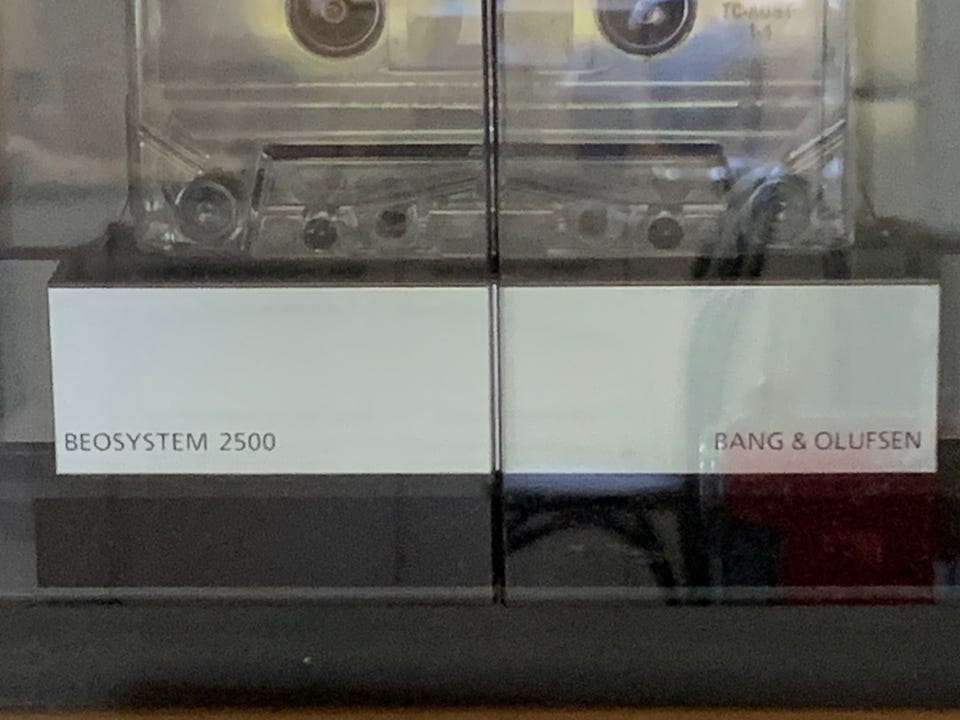 BEOSYSTEM 2500
BANG & OLUFSEN